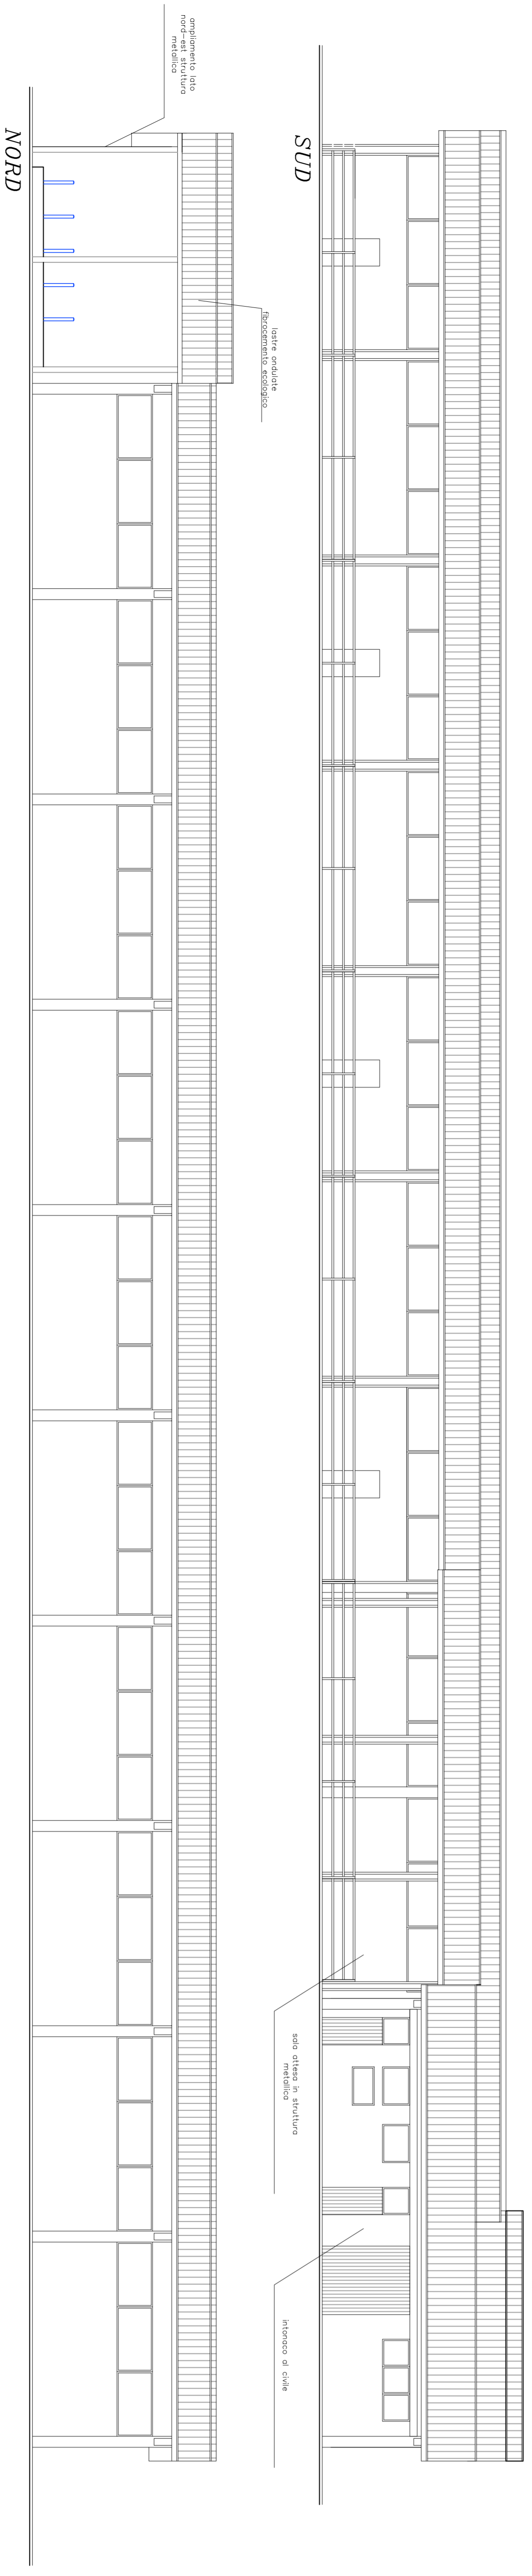 SUD
sala attesa in struttura
metallica
intonaco al civile
NORD
ampliamento lato
nord-est struttura
metallica
lastre ondulate
fibrocemento ecologico